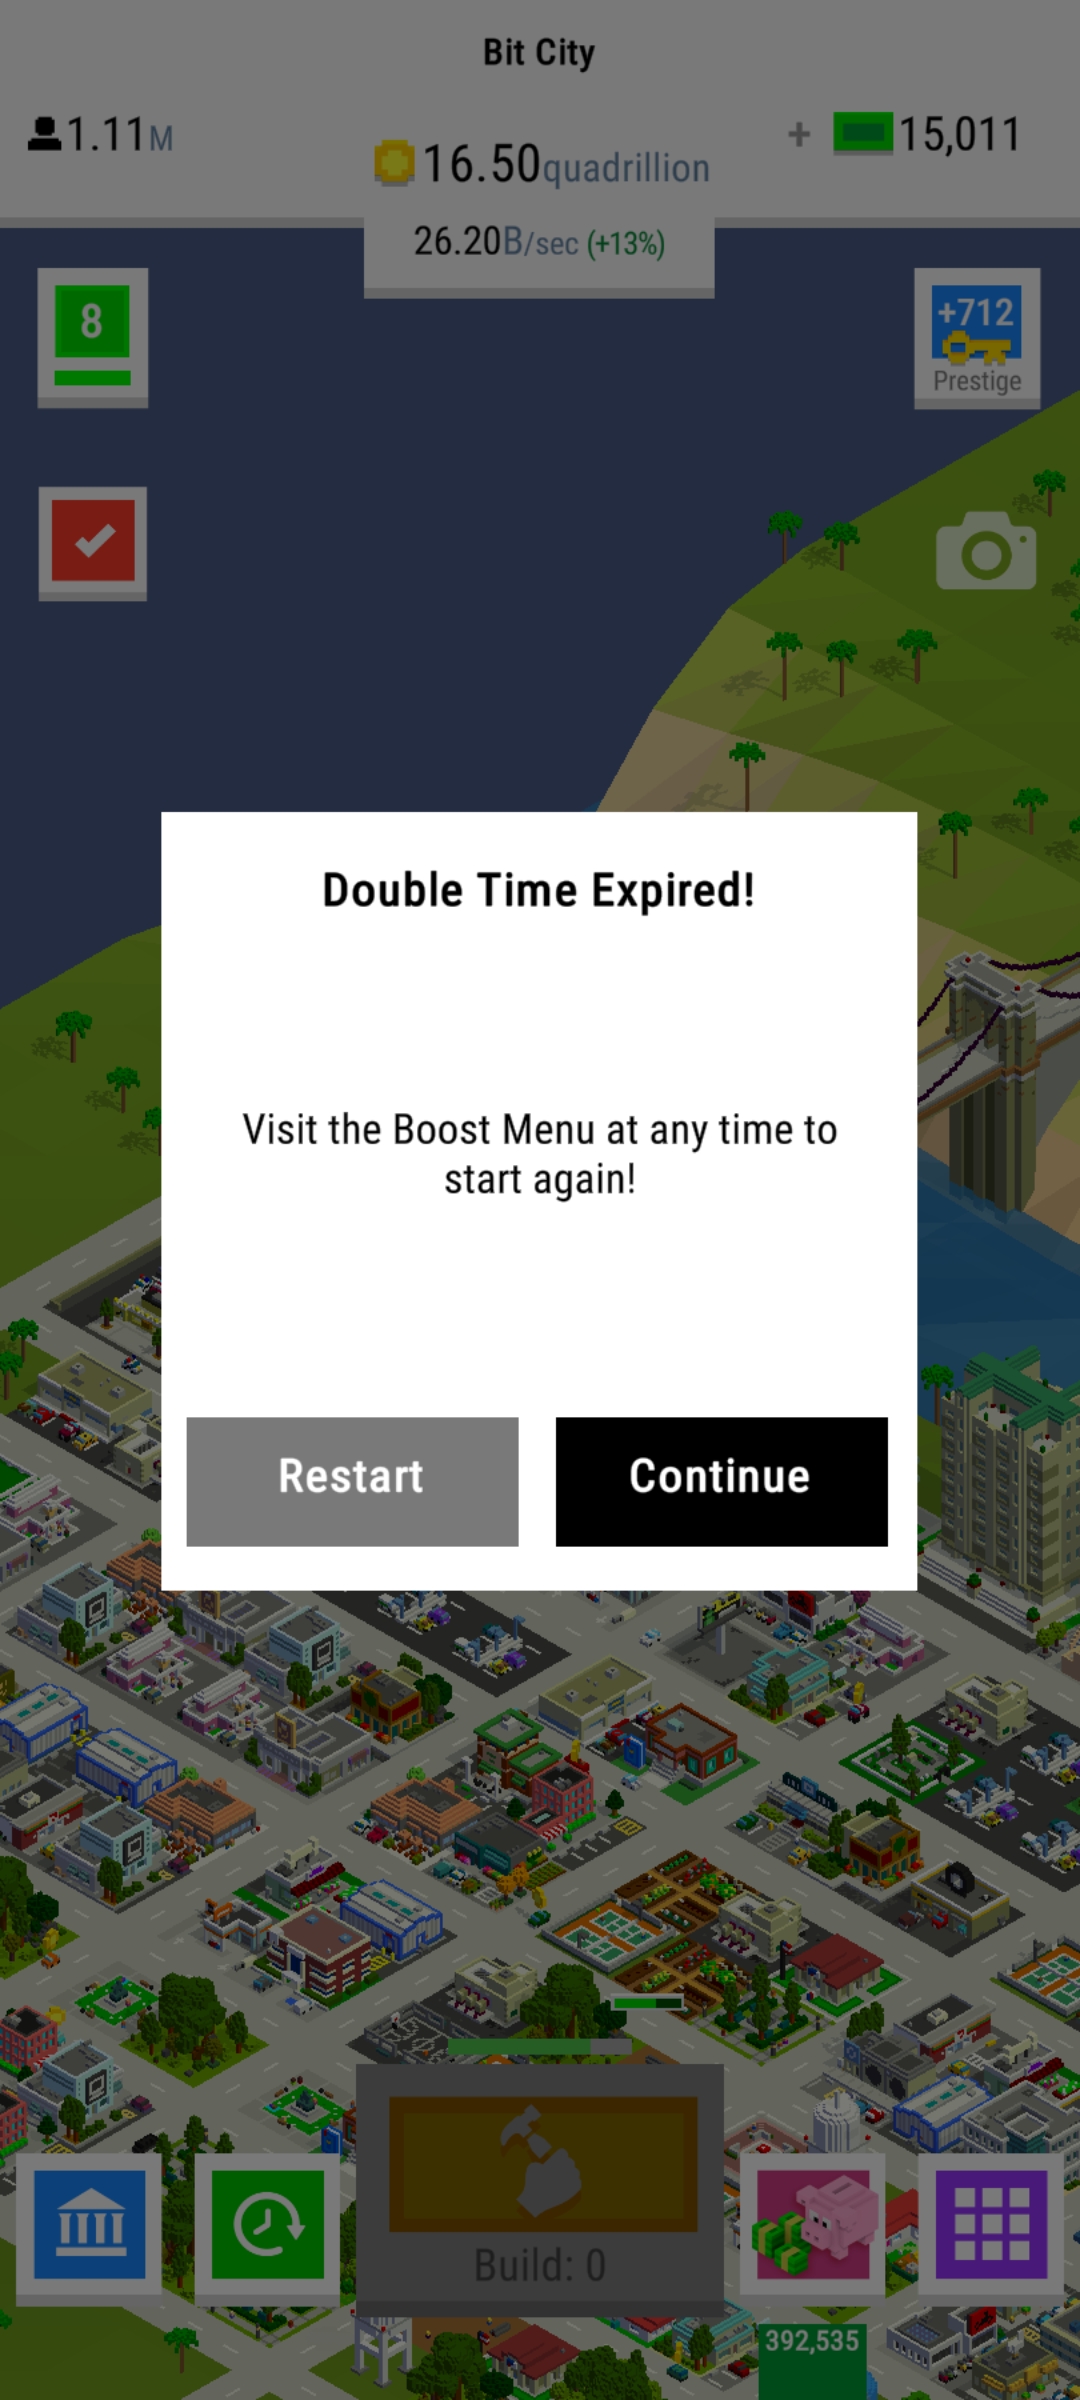 Bit City
1.11M
16.50quadrillion
+ 15,011
26.20B/sec (+13%)
8
+712
Prestige
Double Time Expired!
Visit the Boost Menu at any time to
start again!
Restart
Continue
Build: 0
392,535